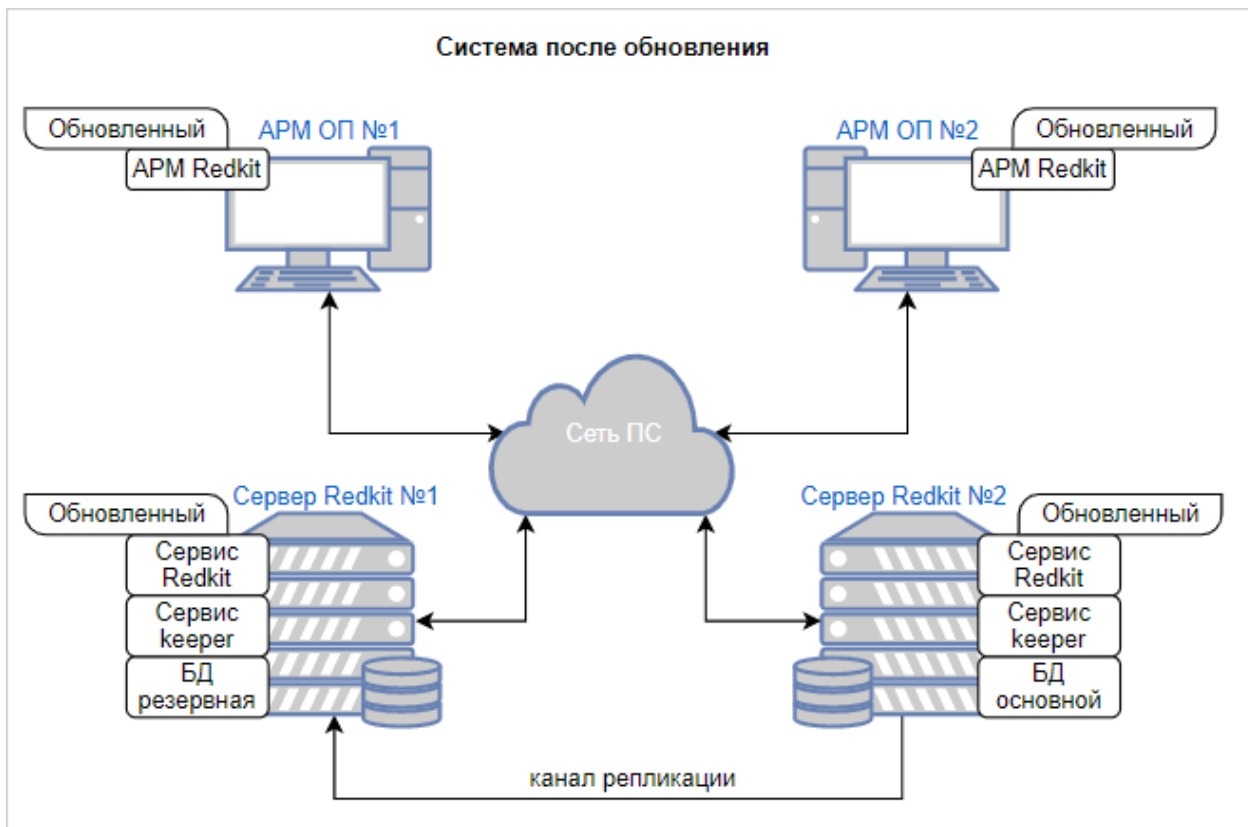 Система после обновления
Обновленный
АРМ ОП №1
АРМ Redkit
АРМ ОП №2
Обновленный
АРМ Redkit
Сеть ПС
Обновленный
Сервер Redkit №1
Сервис
Redkit
Сервис
keeper
БД
резервная
Сервер Redkit №2
Обновленный
Сервис
Redkit
Сервис
keeper
БД
основной
канал репликации